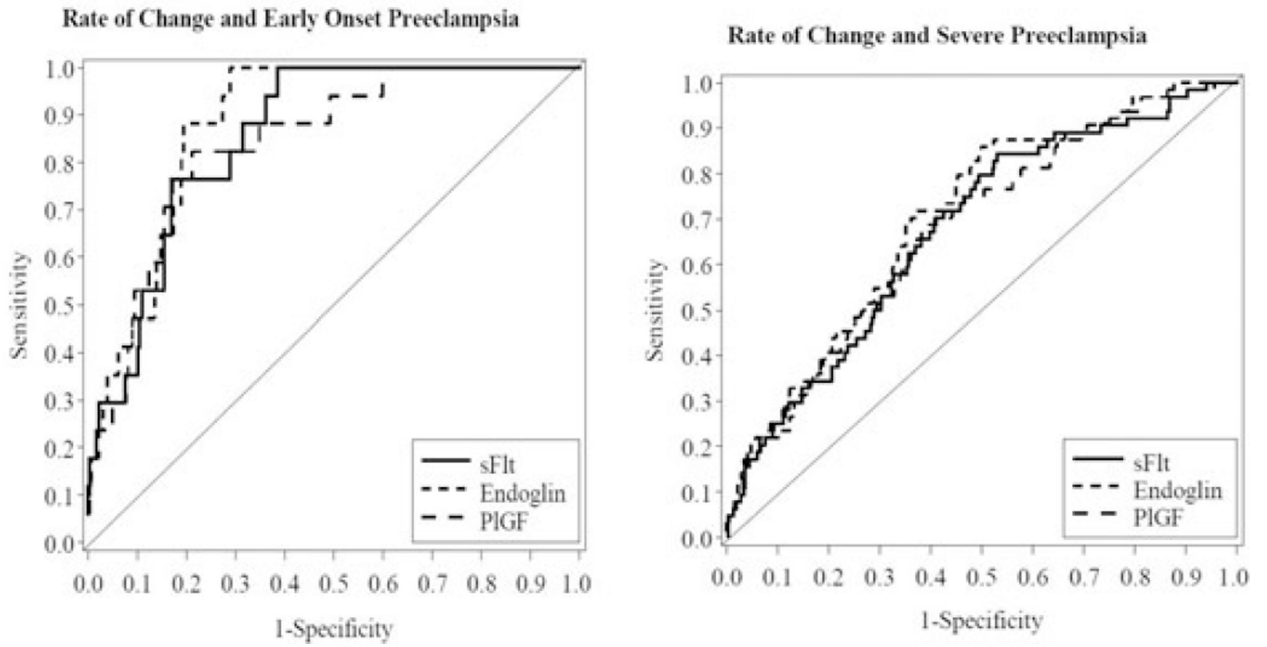 Rate of Change and Early Onset Preeclampsia
Sensitivity
1.0
0.9
0.8
0.7
0.6
0.5
0.4
0.3
0.2
0.1
0.0
sFlt
Endoglin
PlGF
0.0 0.1 0.2 0.3 0.4 0.5 0.6 0.7 0.8 0.9 1.0
1-Specificity
Rate of Change and Severe Preeclampsia
Sensitivity
1.0
0.9
0.8
0.7
0.6
0.5
0.4
0.3
0.2
0.1
0.0
sFlt
Endoglin
PlGF
0.0 0.1 0.2 0.3 0.4 0.5 0.6 0.7 0.8 0.9 1.0
1-Specificity